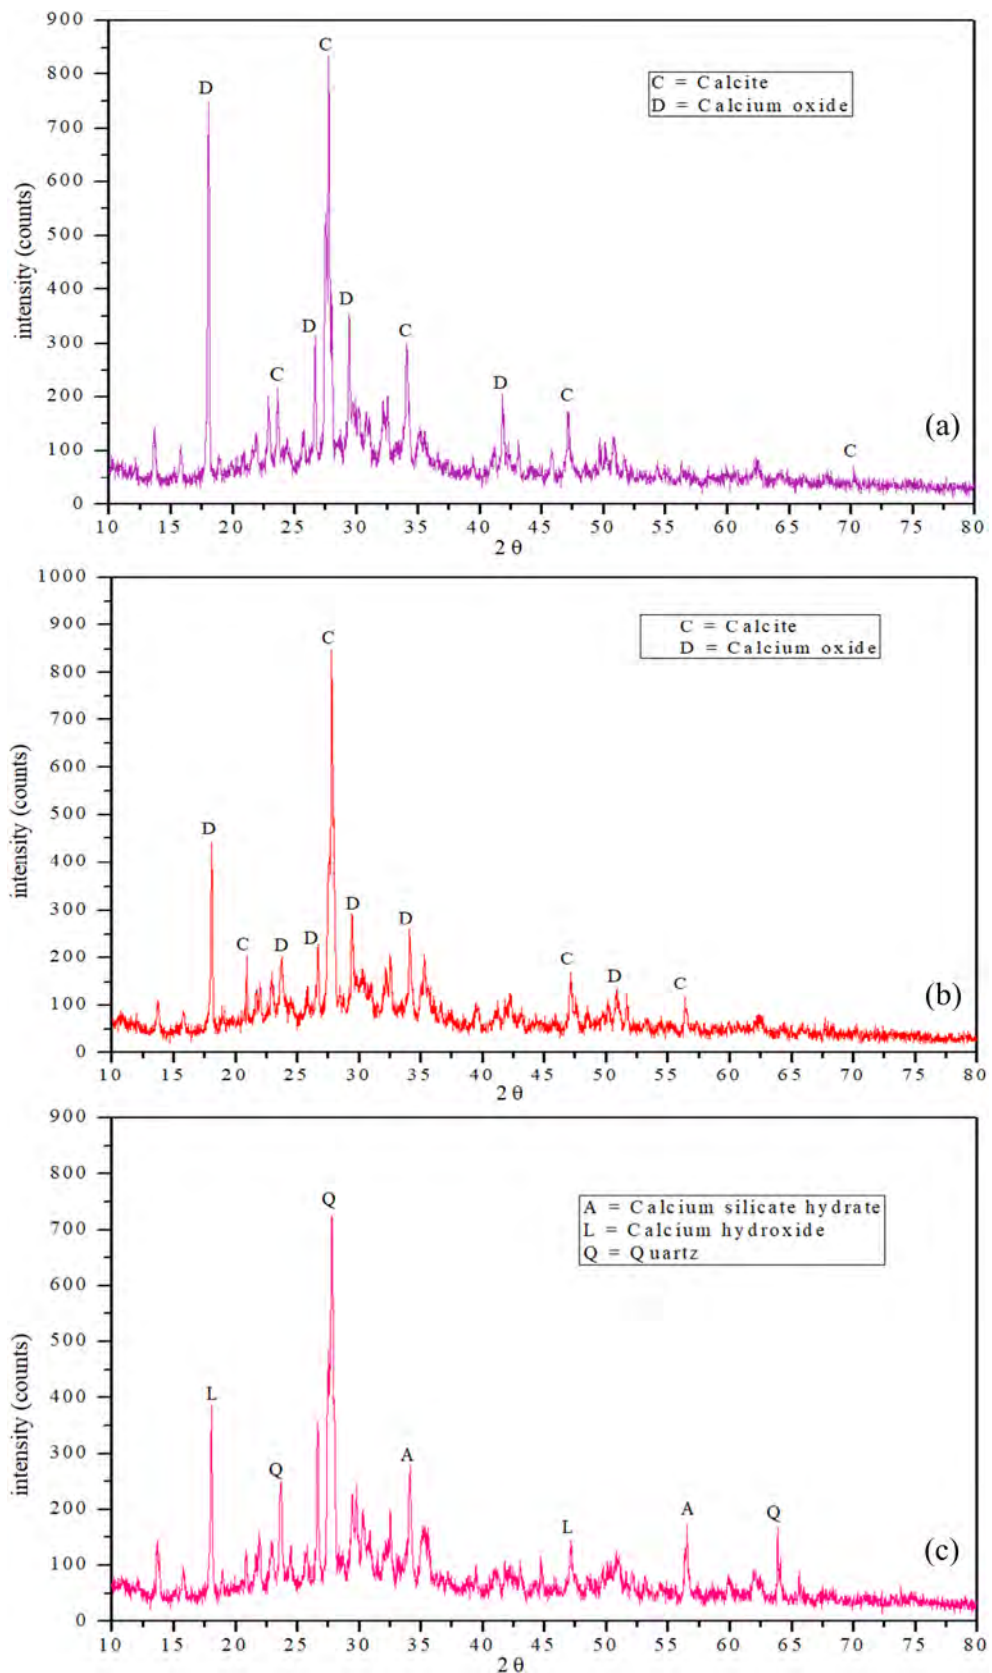 900
800
700
600
500
400
300
200
100
0
intensity (counts)
C
D
C = Calcite
D = Calcium oxide
D
D
C
C
D
C
C
(a)
10 15 20 25 30 35 40 45 50 55 60 65 70 75 80
2 θ
1000
900
800
700
600
500
400
300
200
100
0
intensity (counts)
C = Calcite
D = Calcium oxide
C
D
D
D
C
D
D
C
D
C
(b)
10 15 20 25 30 35 40 45 50 55 60 65 70 75 80
2 θ
900
800
700
600
500
400
300
200
100
0
intensity (counts)
Q
A = Calcium silicate hydrate
L = Calcium hydroxide
Q = Quartz
L
Q
A
L
A
Q
(c)
10 15 20 25 30 35 40 45 50 55 60 65 70 75 80
2 θ